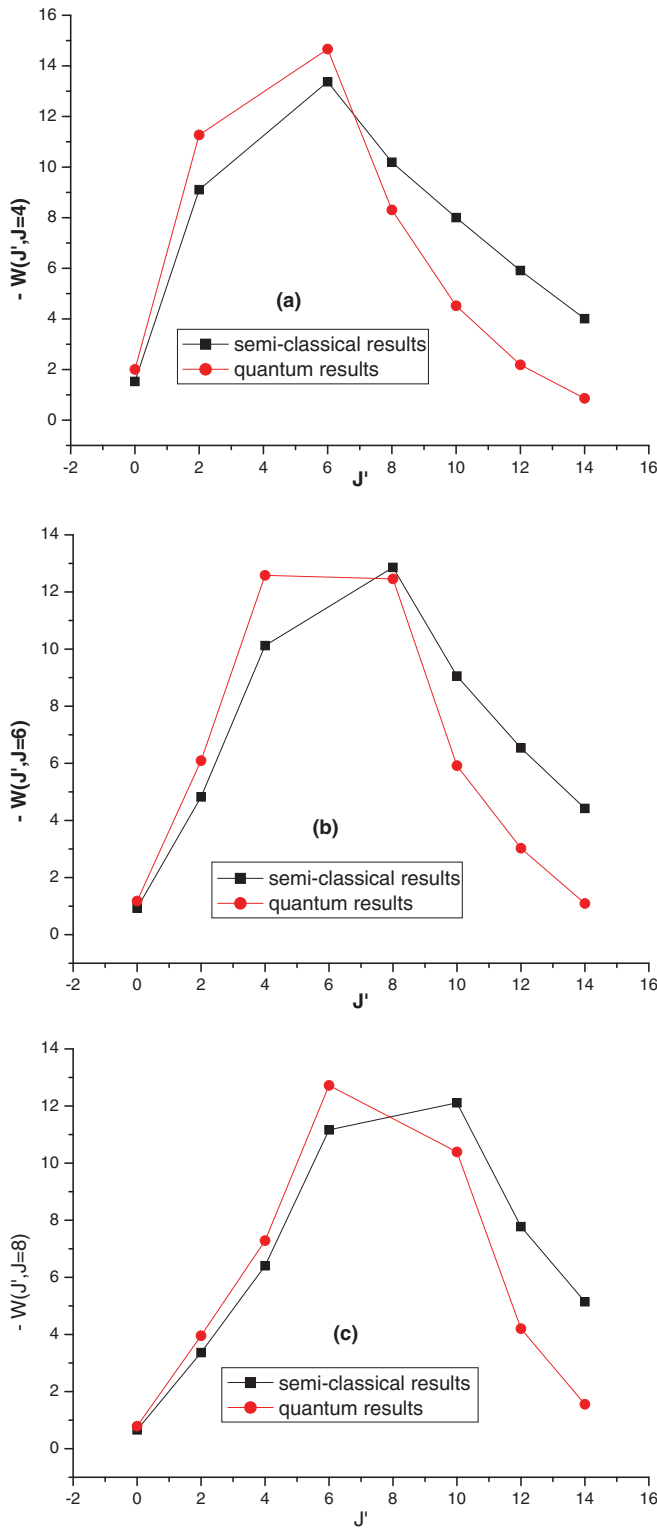 16
14
12
10
8
6
4
2
0
- W(J',J=4)
(a)
semi-classical results
quantum results
-2 0 2 4 6 8 10 12 14 16
J'
14
12
10
8
6
4
2
0
- W(J',J=6)
(b)
semi-classical results
quantum results
-2 0 2 4 6 8 10 12 14 16
J'
14
12
10
8
6
4
2
0
- W(J',J=8)
(c)
semi-classical results
quantum results
-2 0 2 4 6 8 10 12 14 16
J'